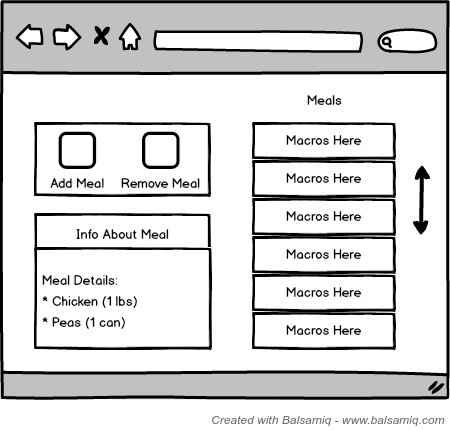 Meals
Add Meal
Remove Meal
Info About Meal
Meal Details:
* Chicken (1 lbs)
* Peas (1 can)
Macros Here
Macros Here
Macros Here
Macros Here
Macros Here
Macros Here
Created with Balsamiq - www.balsamiq.com